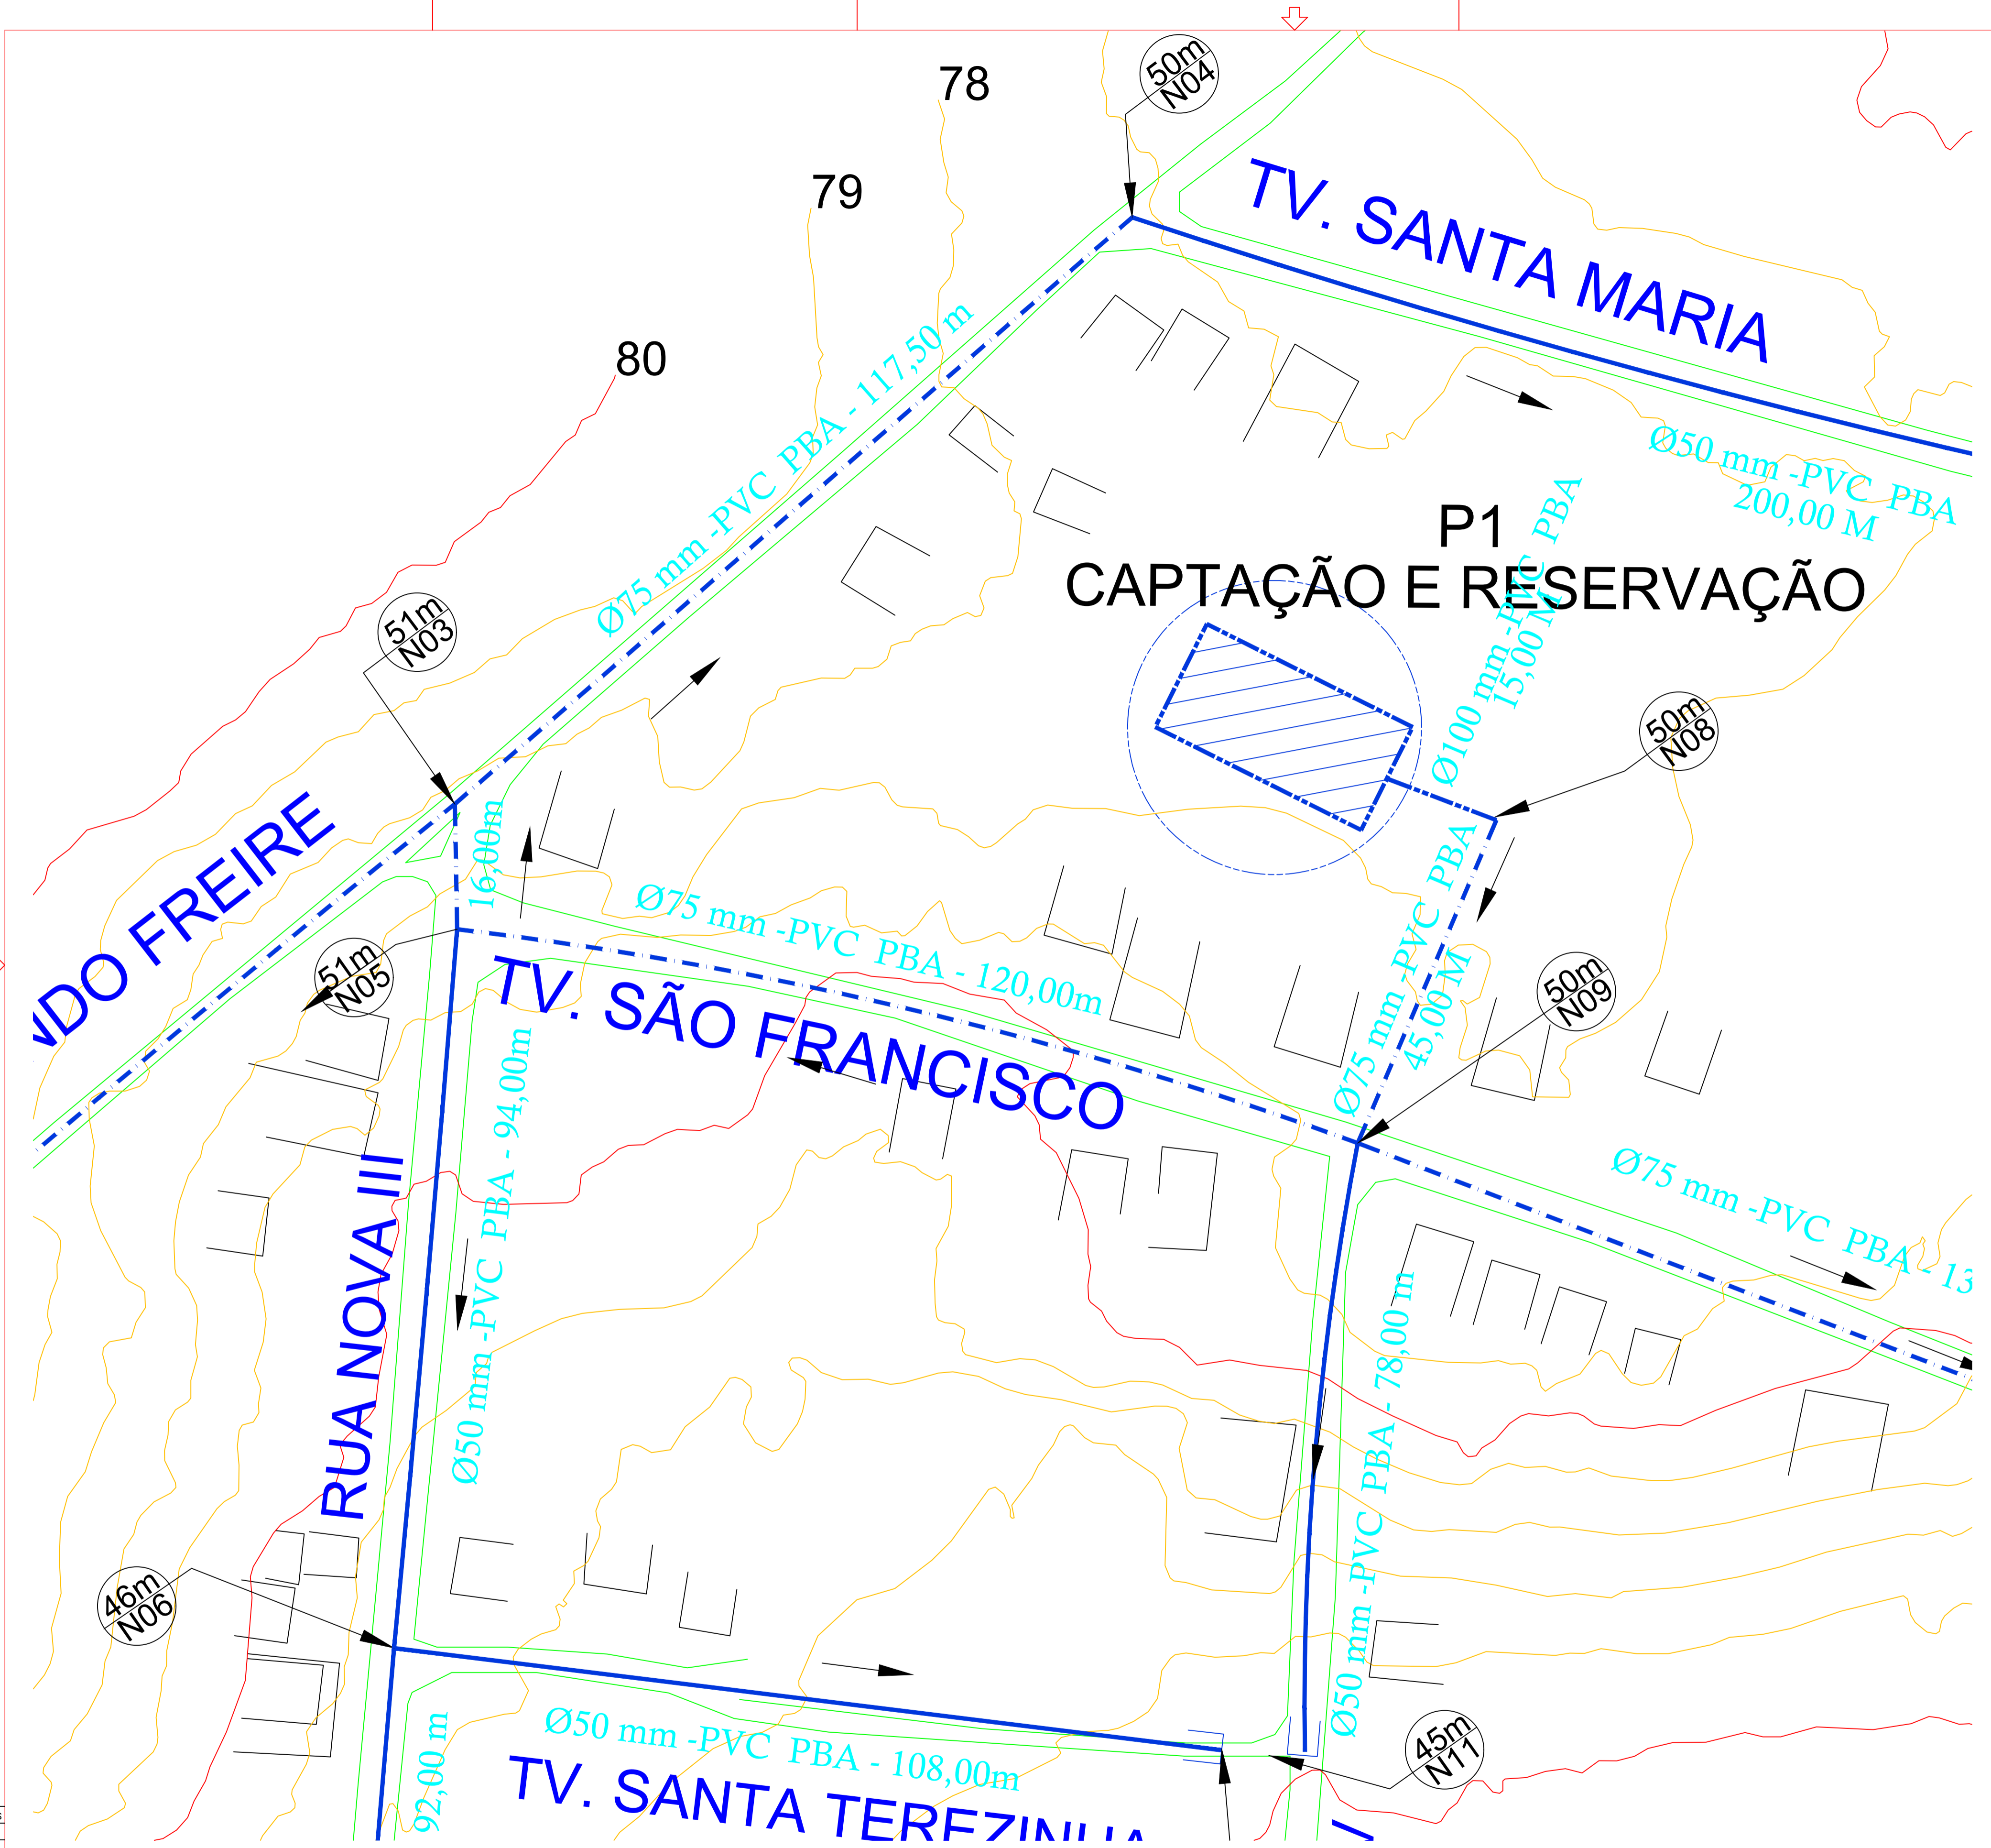 78
50m
N04
79
TV. SANTA MARIA
80
Ø75 mm -PVC PBA - 117,50 m
Ø50 mm -PVC PBA
200,00 M
P1
CAPTAÇÃO E RESERVAÇÃO
Ø100 mm -PVC PBA
15,00 M
51m
N03
50m
N08
NDO FREIRE
16,00m
Ø75 mm -PVC PBA - 120,00m
Ø75 mm -PVC PBA
45,00 M
51m
N05
50m
N09
TV. SÃO FRANCISCO
Ø50 mm -PVC PBA - 94,00m
RUA NOVA III
Ø75 mm -PVC PBA - 13
Ø50 mm -PVC PBA - 78,00 m
46m
N06
Ø50 mm -PVC PBA - 108,00m
92,00 m
45m
N11
TV. SANTA TEREZINHA